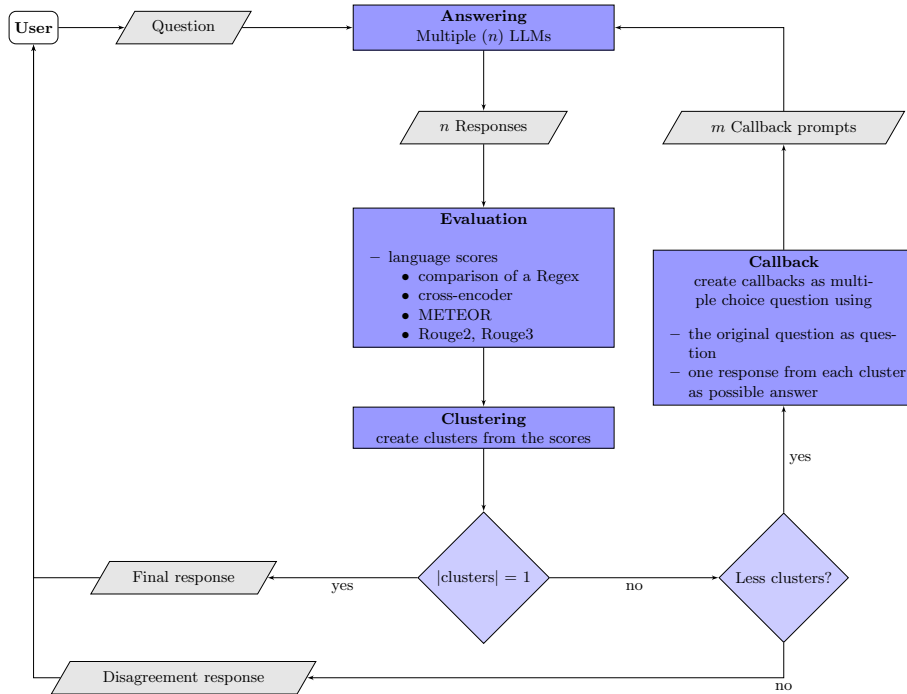 User
Question
Answering
Multiple (n) LLMs
n Responses
m Callback prompts
Evaluation
– language scores
• comparison of a Regex
• cross-encoder
• METEOR
• Rouge2, Rouge3
Callback
create callbacks as multi-
ple choice question using
– the original question as ques-
tion
– one response from each cluster
as possible answer
Clustering
create clusters from the scores
yes
Final response
yes
|clusters| = 1
no
Less clusters?
Disagreement response
no